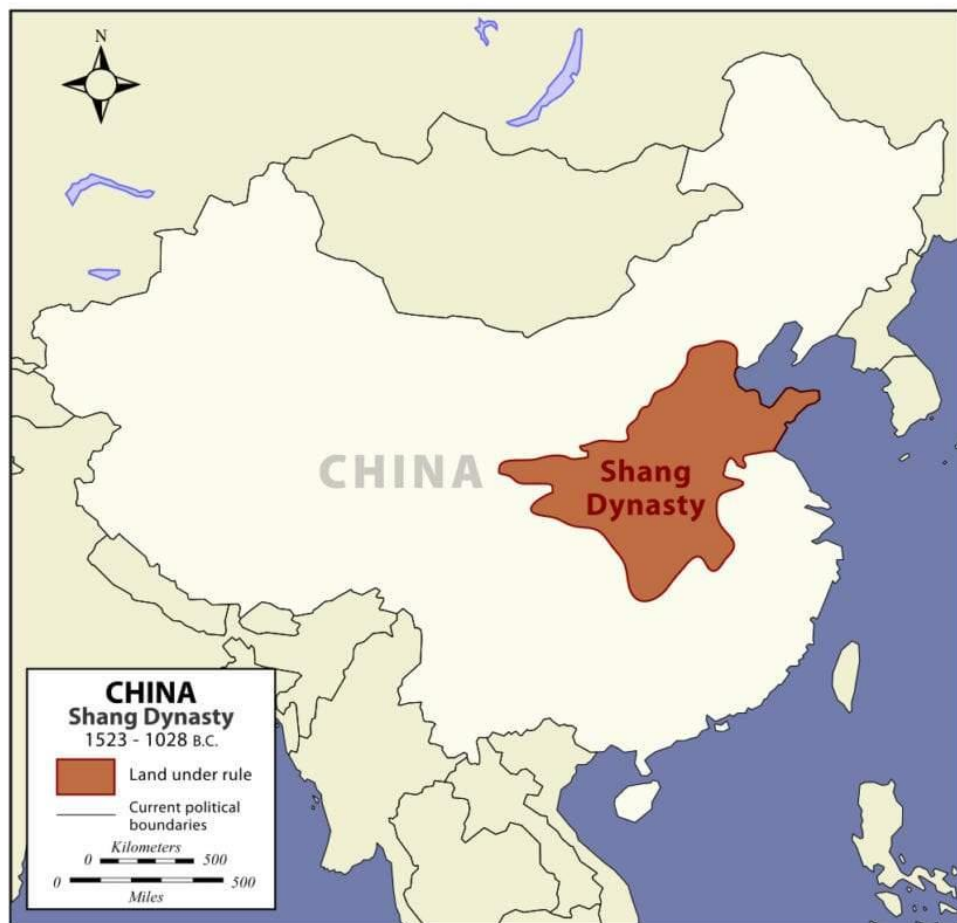 N
CHINA
Shang
Dynasty
CHINA
Shang Dynasty
1523 - 1028 B.C.
Land under rule
Current political
boundaries
Kilometers
0 500
0 500
Miles